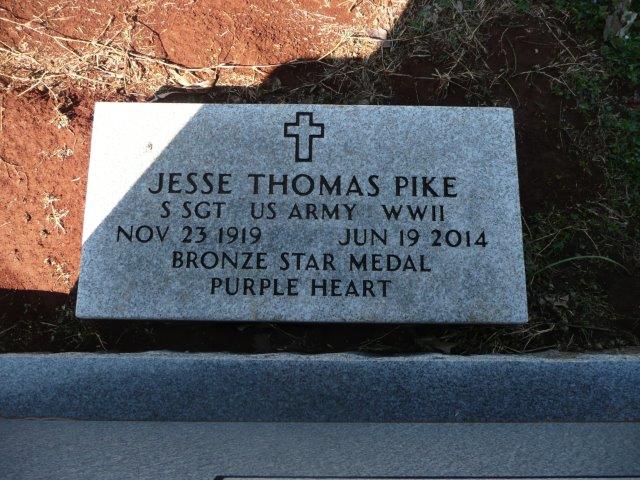 JESSE THOMAS PIKE
S SGT US ARMY WWII
NOV 23 1919 JUN 19 2014
BRONZE STAR MEDAL
PURPLE HEART